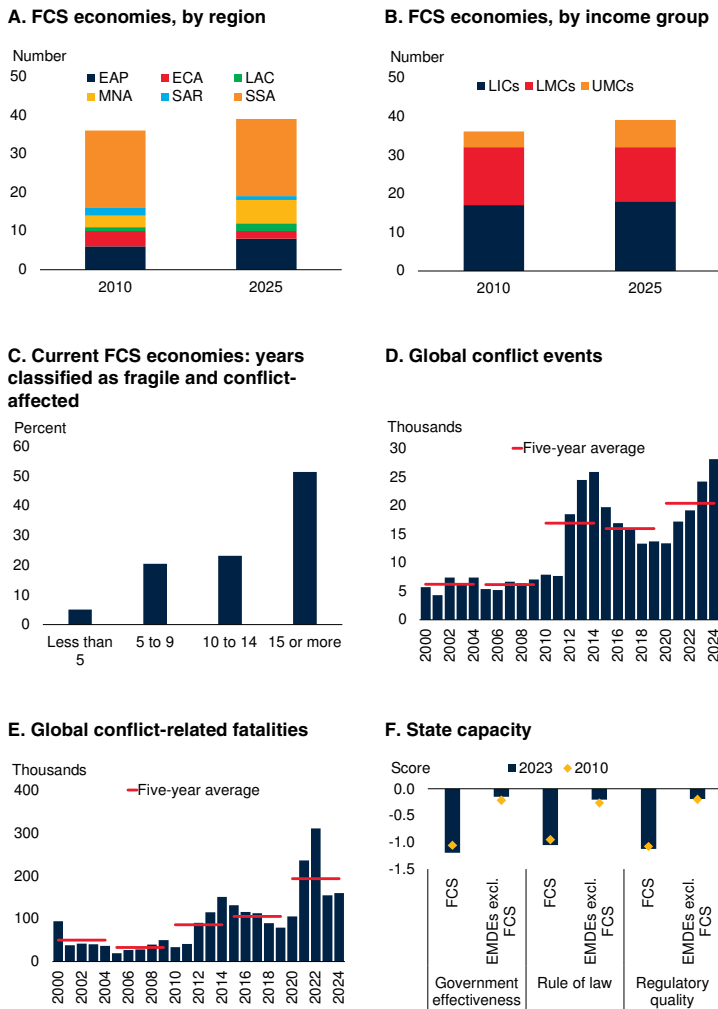 A. FCS economies, by region
Number
50
40
30
20
10
0
EAP ECA LAC
MNA SAR SSA
2010 2025
B. FCS economies, by income group
Number
50
40
30
20
10
0
LICs LMCs UMCs
2010 2025
C. Current FCS economies: years
classified as fragile and conflict-
affected
Percent
60
50
40
30
20
10
0
Less than
5
5 to 9
10 to 14
15 or more
D. Global conflict events
Thousands
30
25
20
15
10
5
0
Five-year average
2000
2002
2004
2006
2008
2010
2012
2014
2016
2018
2020
2022
2024
E. Global conflict-related fatalities
Thousands
400
300
200
100
0
Five-year average
2000
2002
2004
2006
2008
2010
2012
2014
2016
2018
2020
2022
2024
F. State capacity
Score
2023 2010
0.0
-0.5
-1.0
-1.5
FCS
EMDEs excl.
FCS
FCS
EMDEs excl.
FCS
FCS
EMDEs excl.
FCS
Government
effectiveness
Rule of law
Regulatory
quality